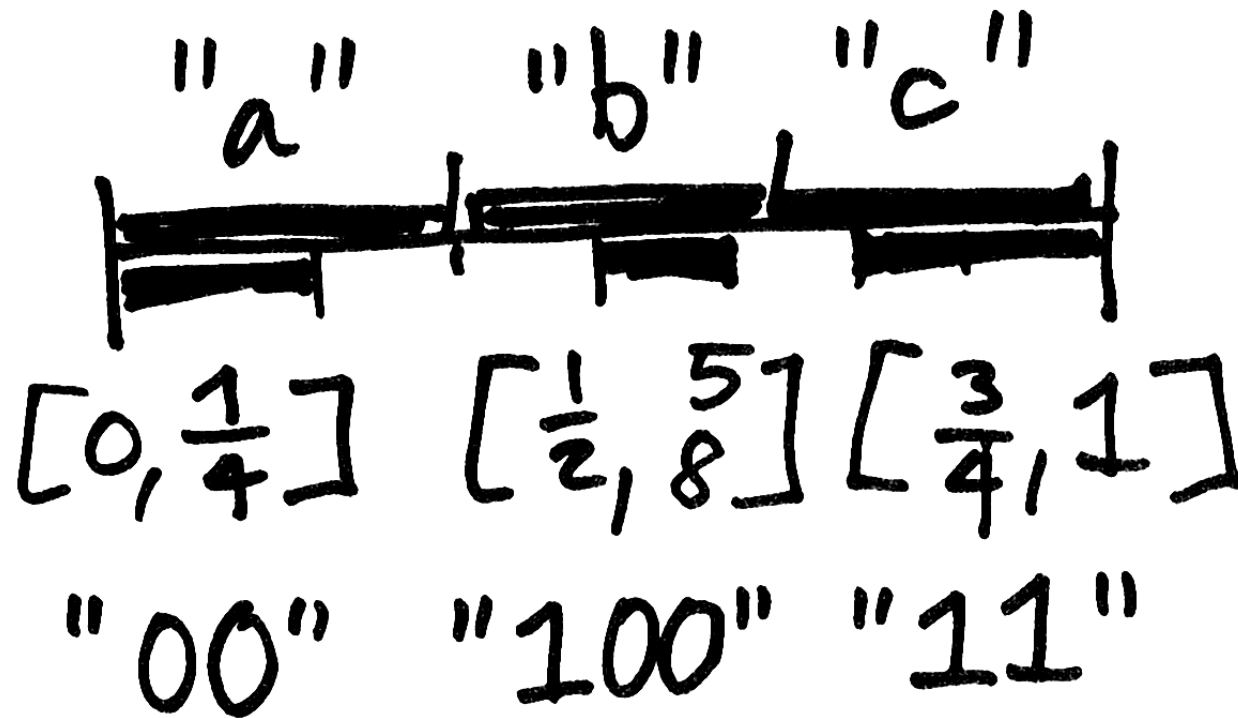 "a" "b" "c"
[0, 1/4] [1/2, 5/8] [3/4, 1]
"00" "100" "11"